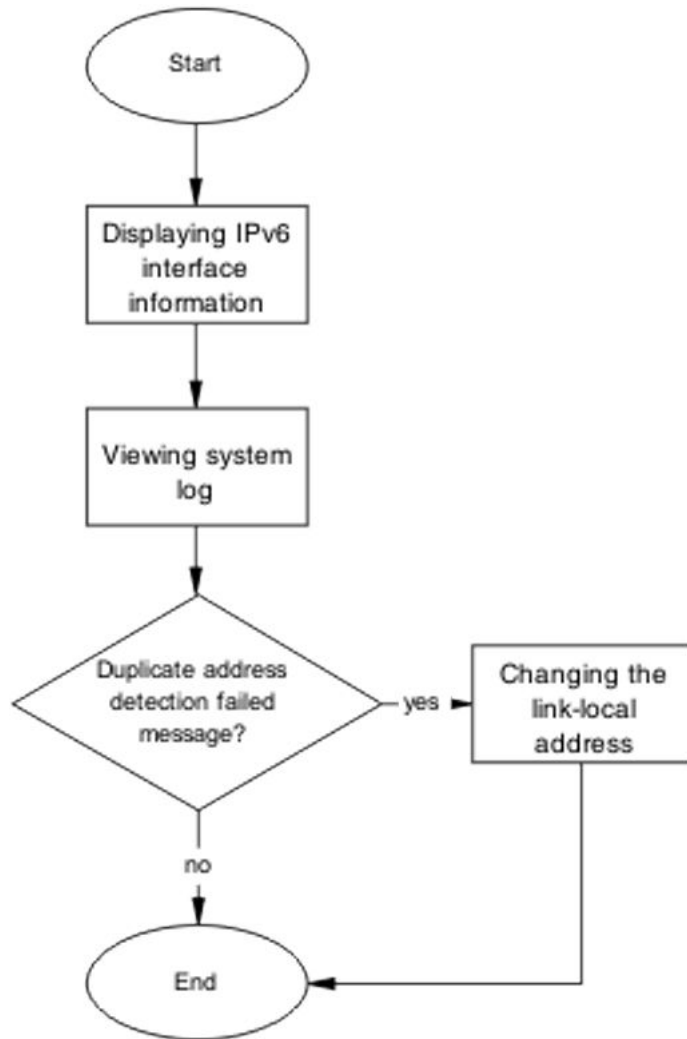 Start
Displaying IPv6
interface
information
Viewing system
log
Duplicate address
detection failed
message?
yes
Changing the
link-local
address
no
End